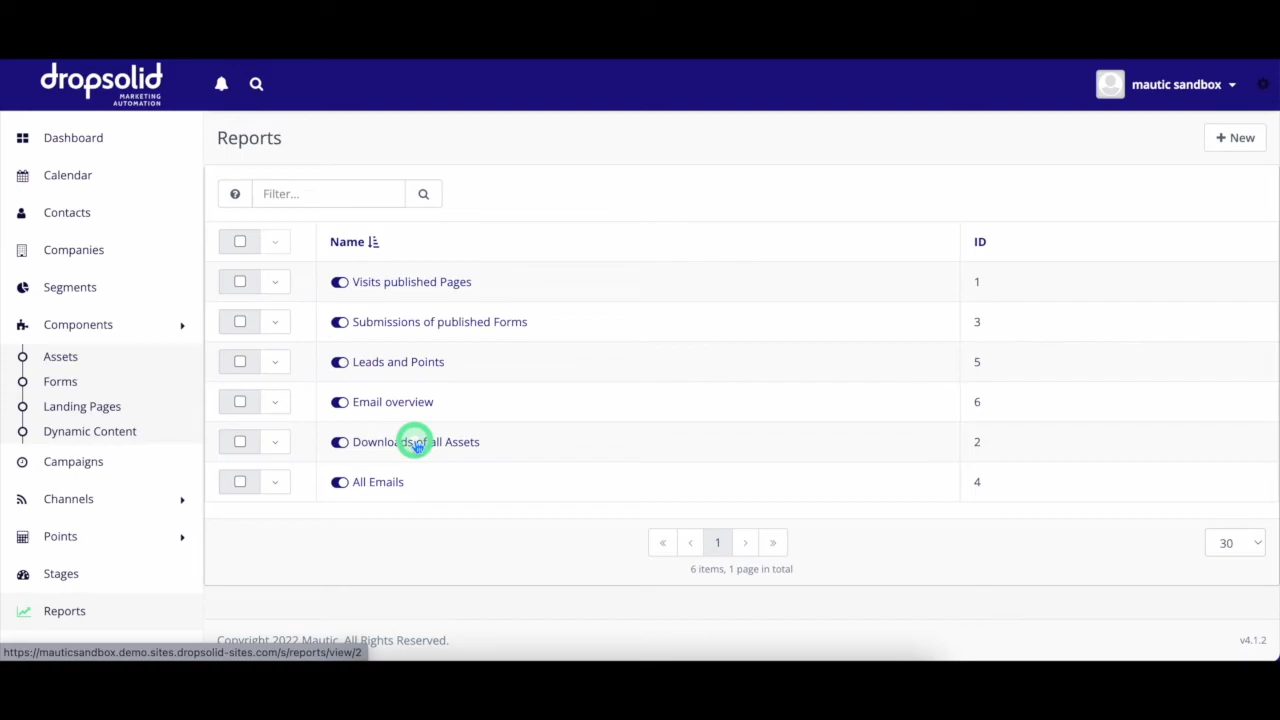 dropsolid
MARKETING
AUTOMATION
mautic sandbox
Dashboard
Calendar
Contacts
Companies
Segments
Components
Assets
Forms
Landing Pages
Dynamic Content
Campaigns
Channels
Points
Stages
Reports
Reports
+ New
Filter...
Name
ID
Visits published Pages
1
Submissions of published Forms
3
Leads and Points
5
Email overview
6
Downloads of all Assets
2
All Emails
4
« ‹ 1 › »
30
6 items, 1 page in total
Copyright 2022 Mautic. All Rights Reserved.
v4.1.2
https://mauticsandbox.demo.sites.dropsolid-sites.com/s/reports/view/2